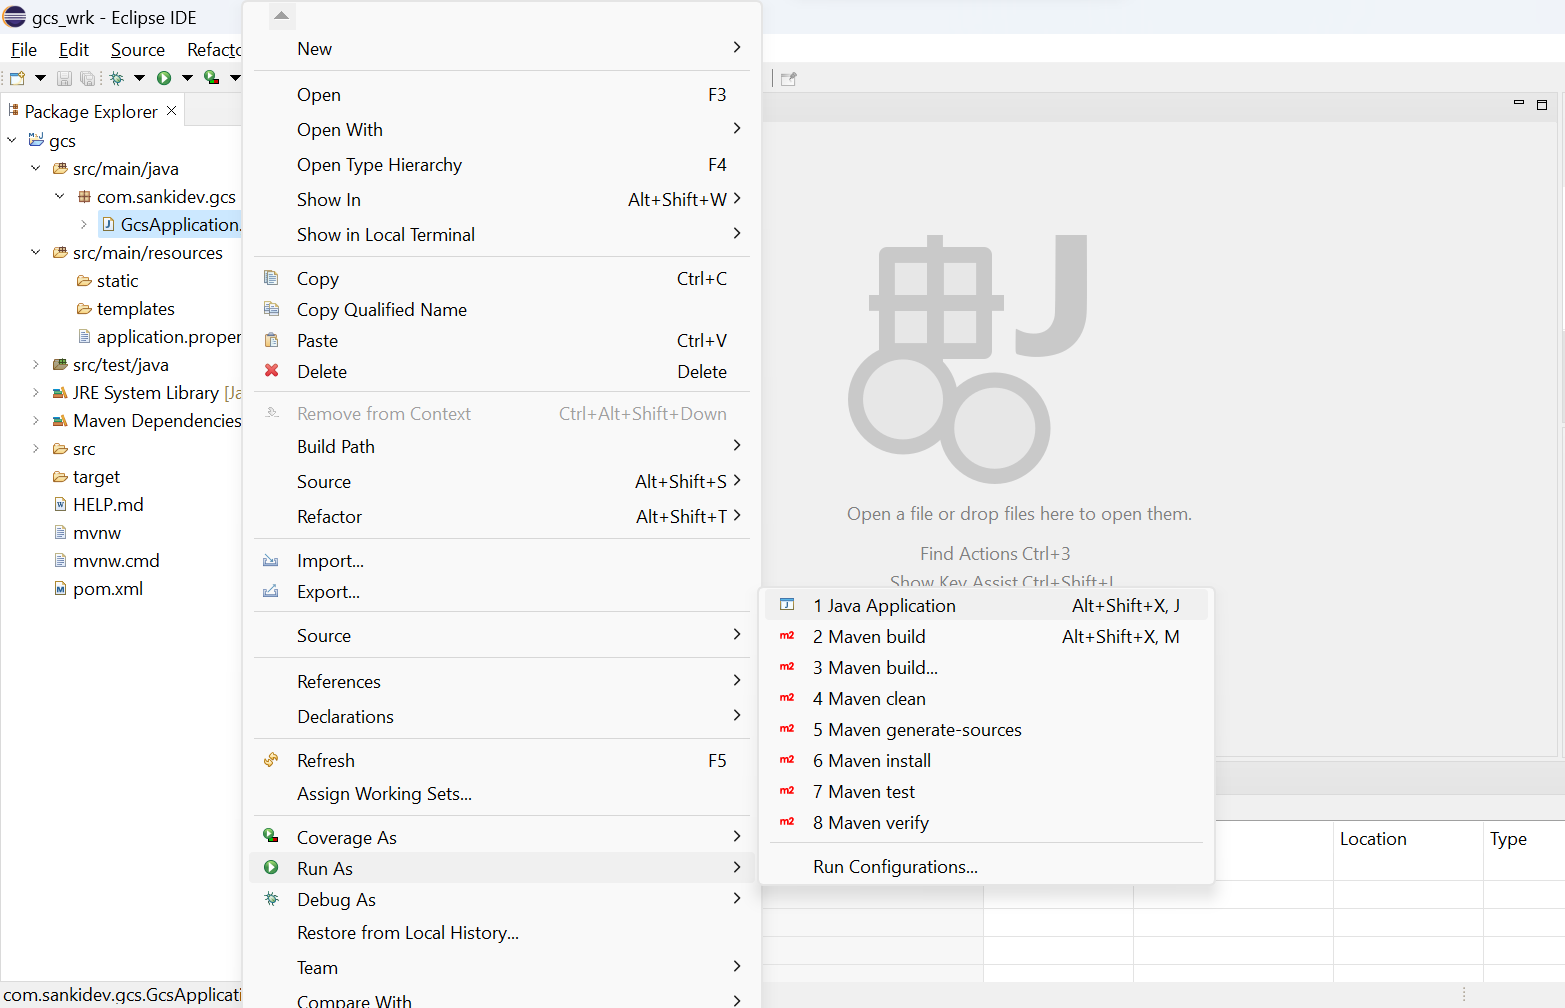 gcs_wrk - Eclipse IDE
File Edit Source Refacto
Package Explorer
gcs
src/main/java
com.sankidev.gcs
GcsApplication.
src/main/resources
static
templates
application.proper
src/test/java
JRE System Library [Ja
Maven Dependencies
src
target
HELP.md
mvnw
mvnw.cmd
pom.xml
com.sankidev.gcs.GcsApplicati
New
Open F3
Open With
Open Type Hierarchy F4
Show In Alt+Shift+W
Show in Local Terminal
Copy Ctrl+C
Copy Qualified Name
Paste Ctrl+V
Delete Delete
Remove from Context Ctrl+Alt+Shift+Down
Build Path
Source Alt+Shift+S
Refactor Alt+Shift+T
Import...
Export...
Source
References
Declarations
Refresh F5
Assign Working Sets...
Coverage As
Run As
Debug As
Restore from Local History...
Team
Compare With
Open a file or drop files here to open them.
Find Actions Ctrl+3
Show Key Assist Ctrl+Shift+L
1 Java Application Alt+Shift+X, J
2 Maven build Alt+Shift+X, M
3 Maven build...
4 Maven clean
5 Maven generate-sources
6 Maven install
7 Maven test
8 Maven verify
Run Configurations...
Location Type